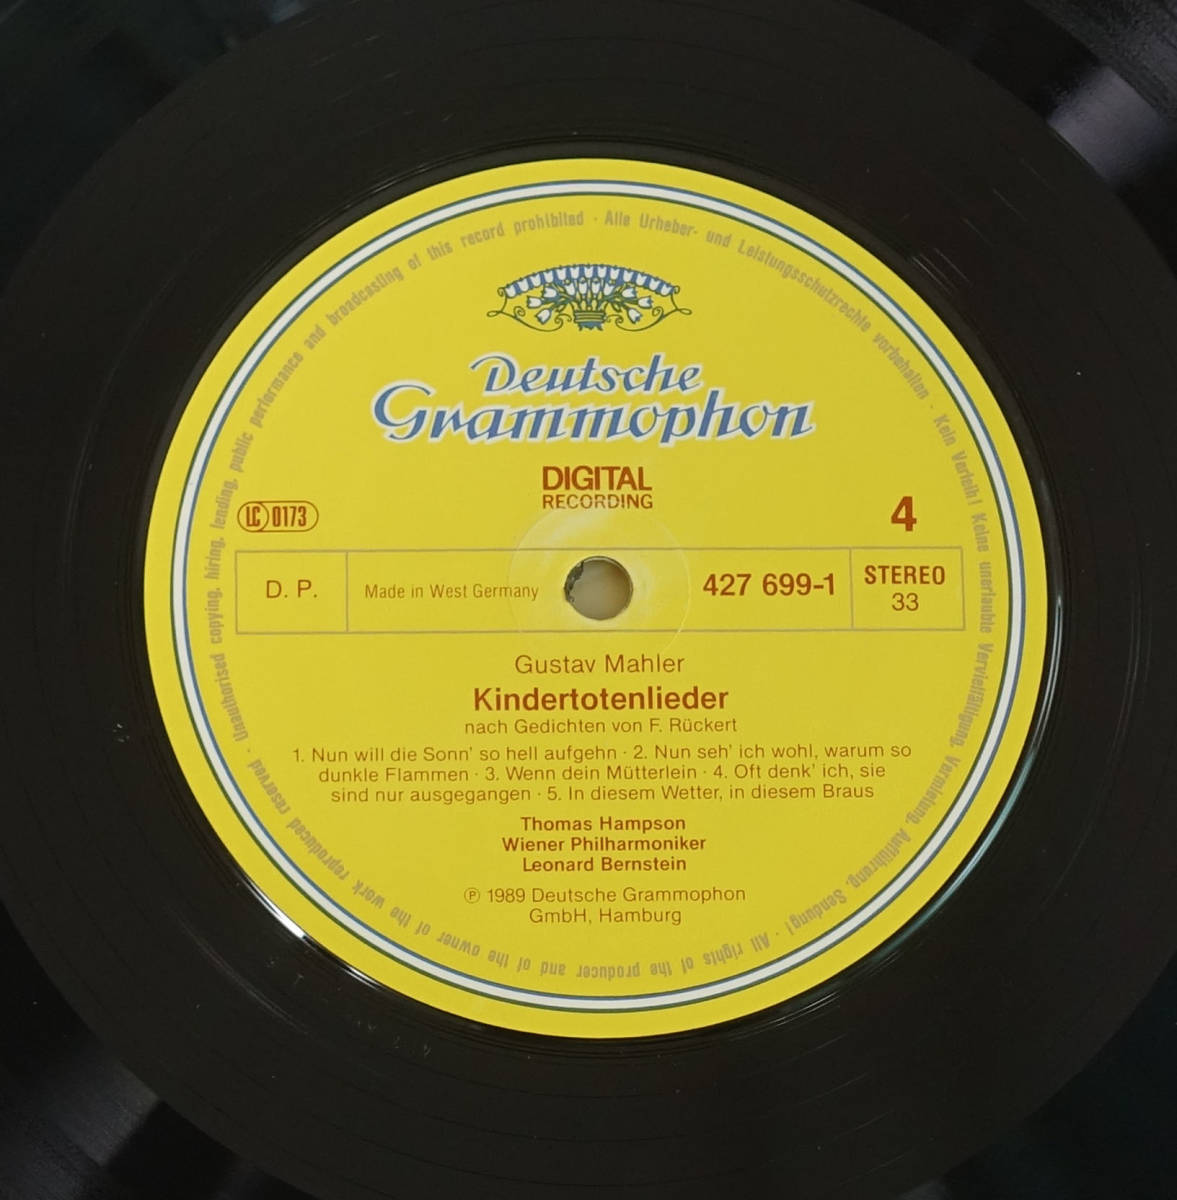 Deutsche
Grammophon
DIGITAL
RECORDING
LC 0173
4
D. P.
Made in West Germany
427 699-1
STEREO
33
Gustav Mahler
Kindertotenlieder
nach Gedichten von F. Rückert
1. Nun will die Sonn' so hell aufgehn · 2. Nun seh' ich wohl, warum so
dunkle Flammen · 3. Wenn dein Mütterlein · 4. Oft denk' ich, sie
sind nur ausgegangen · 5. In diesem Wetter, in diesem Braus
Thomas Hampson
Wiener Philharmoniker
Leonard Bernstein
℗ 1989 Deutsche Grammophon
GmbH, Hamburg
Alle Urheber- und Leistungsschutzrechte vorbehalten · Kein Verleih! Keine unerlaubte Vervielfältigung, Vermietung, Aufführung, Sendung! · All rights of the producer and of the owner of the work reproduced reserved · Unauthorised copying, hiring, lending, public performance and broadcasting of this record prohibited ·